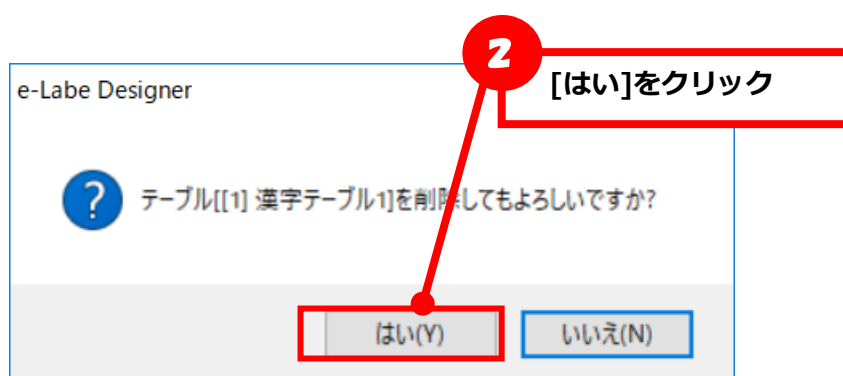 2
[はい]をクリック
e-Labe Designer
テーブル[[1] 漢字テーブル1]を削除してもよろしいですか?
はい(Y)
いいえ(N)